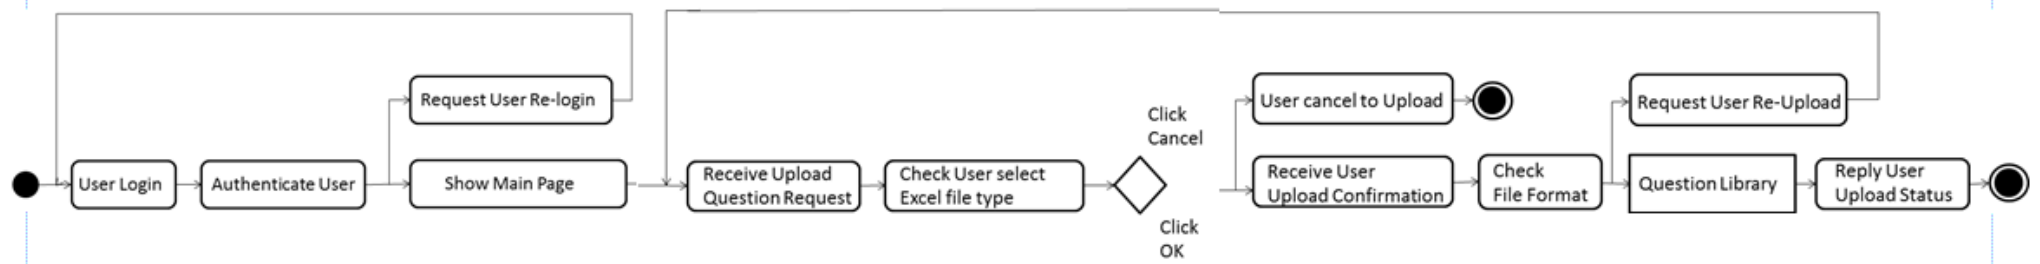 Request User Re-login
User Login
Authenticate User
Show Main Page
Receive Upload
Question Request
Check User select
Excel file type
Click
Cancel
Click
OK
User cancel to Upload
Receive User
Upload Confirmation
Check
File Format
Request User Re-Upload
Question Library
Reply User
Upload Status